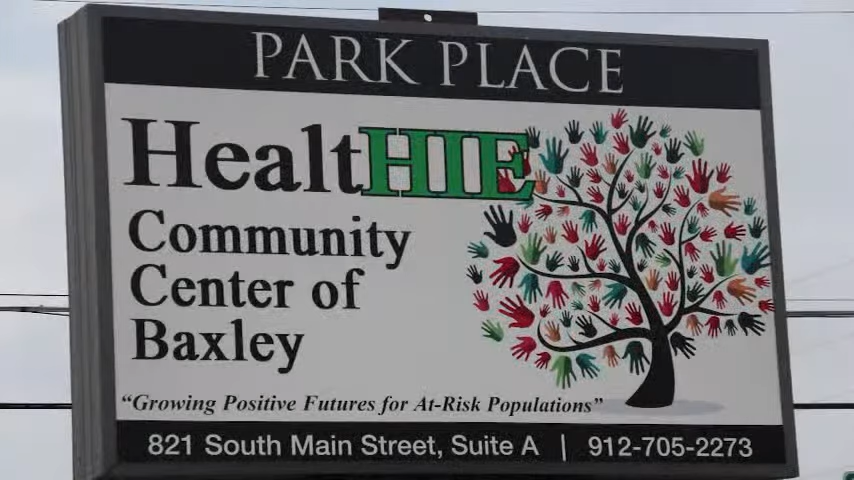 PARK PLACE
HealtHIE
Community
Center of
Baxley
“Growing Positive Futures for At-Risk Populations”
821 South Main Street, Suite A | 912-705-2273